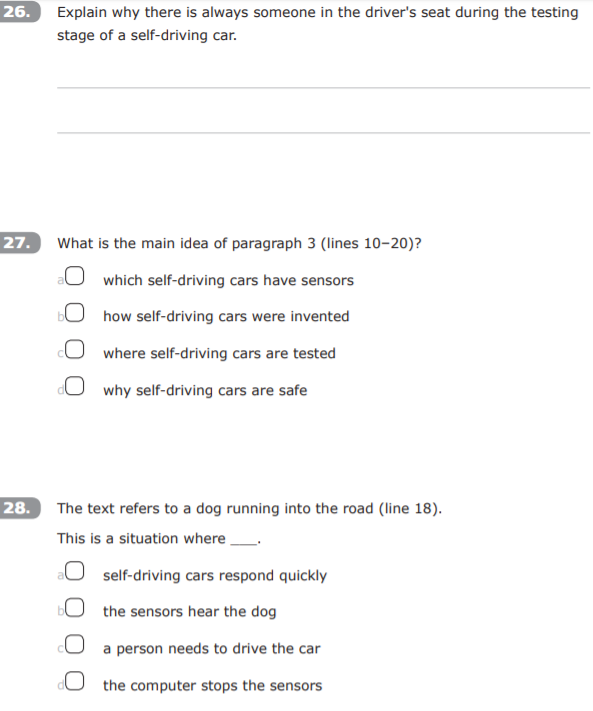 26. Explain why there is always someone in the driver's seat during the testing
stage of a self-driving car.
27. What is the main idea of paragraph 3 (lines 10–20)?
a which self-driving cars have sensors
b how self-driving cars were invented
c where self-driving cars are tested
d why self-driving cars are safe
28. The text refers to a dog running into the road (line 18).
This is a situation where ___.
a self-driving cars respond quickly
b the sensors hear the dog
c a person needs to drive the car
d the computer stops the sensors